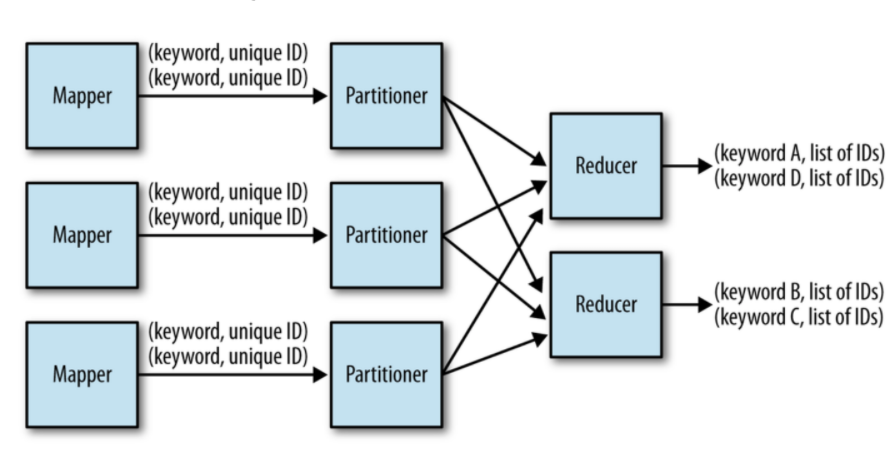 Mapper
(keyword, unique ID)
(keyword, unique ID)
Partitioner
Mapper
(keyword, unique ID)
(keyword, unique ID)
Partitioner
Mapper
(keyword, unique ID)
(keyword, unique ID)
Partitioner
Reducer
(keyword A, list of IDs)
(keyword D, list of IDs)
Reducer
(keyword B, list of IDs)
(keyword C, list of IDs)